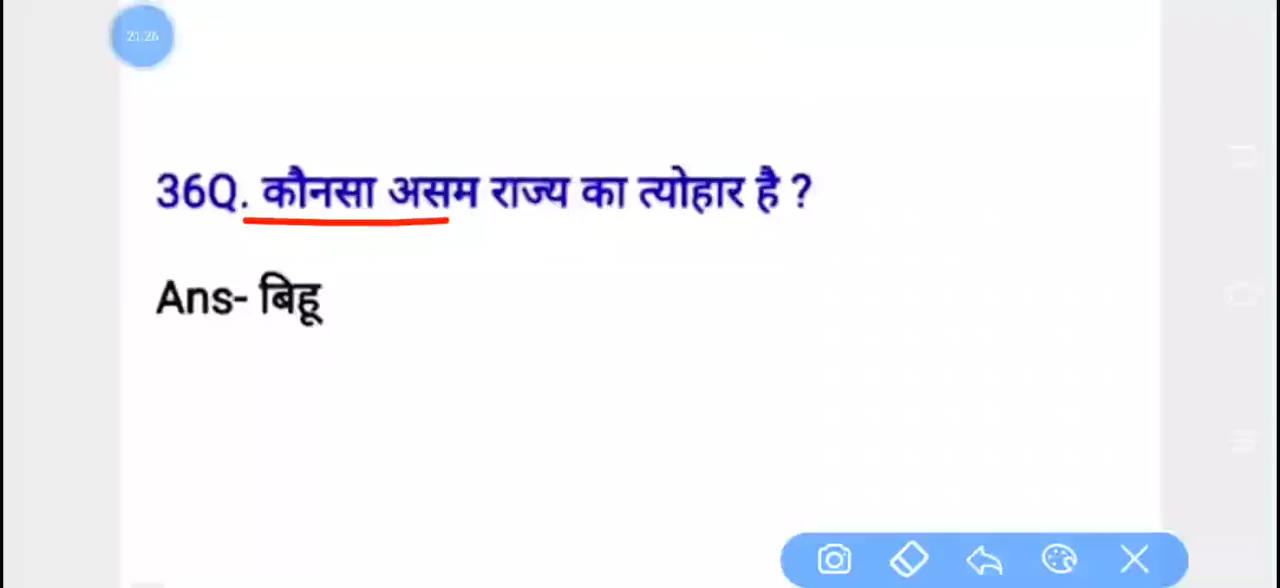 21:26
36Q. कौनसा असम राज्य का त्योहार है ?
Ans- बिहू